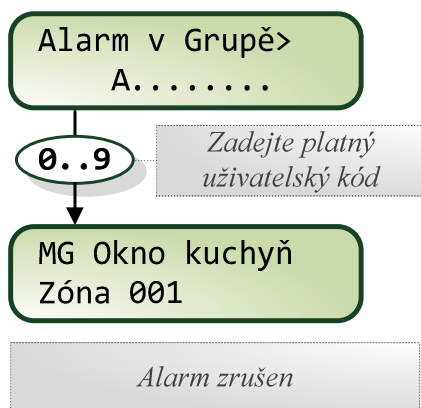 Alarm v Grupě>
A........
0..9
Zadejte platný
uživatelský kód
MG Okno kuchyň
Zóna 001
Alarm zrušen